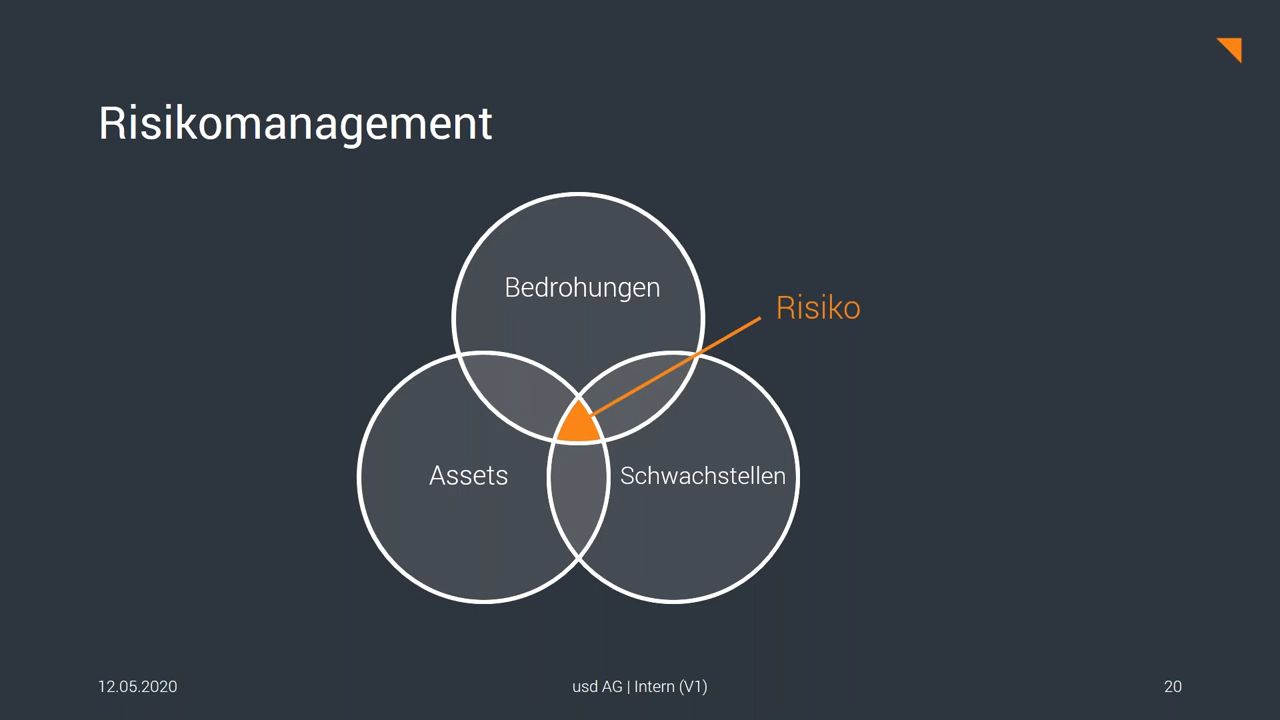 Risikomanagement
Bedrohungen
Risiko
Assets
Schwachstellen
12.05.2020
usd AG | Intern (V1)
20